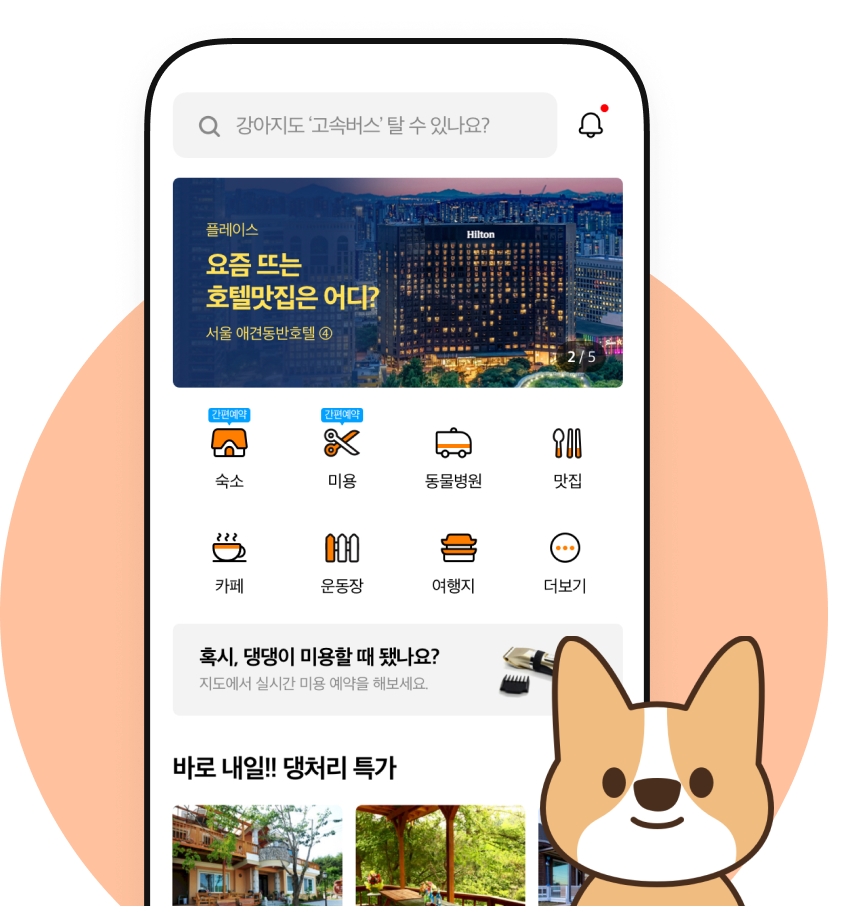 강아지도 ‘고속버스’ 탈 수 있나요?
플레이스
요즘 뜨는
호텔맛집은 어디?
서울 애견동반호텔 ④
Hilton
2 / 5
간편예약
간편예약
숙소
미용
동물병원
맛집
카페
운동장
여행지
더보기
혹시, 댕댕이 미용할 때 됐나요?
지도에서 실시간 미용 예약을 해보세요.
바로 내일!! 댕처리 특가